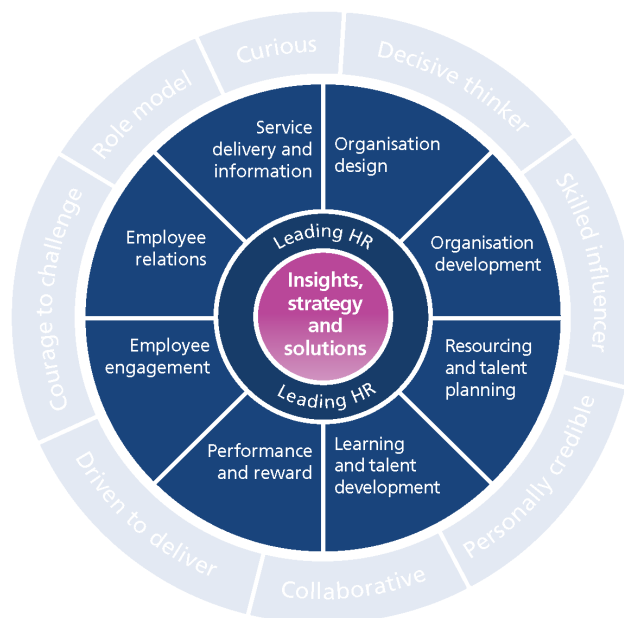 Curious
Decisive thinker
Skilled influencer
Personally credible
Collaborative
Driven to deliver
Courage to challenge
Role model
Service
delivery and
information
Organisation
design
Organisation
development
Resourcing
and talent
planning
Learning
and talent
development
Performance
and reward
Employee
engagement
Employee
relations
Leading HR
Insights,
strategy
and
solutions
Leading HR